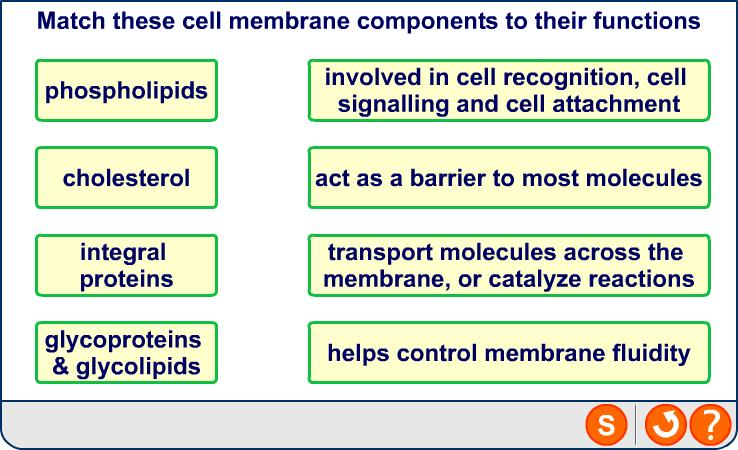 Match these cell membrane components to their functions
phospholipids
involved in cell recognition, cell
signalling and cell attachment
cholesterol
act as a barrier to most molecules
integral
proteins
transport molecules across the
membrane, or catalyze reactions
glycoproteins
& glycolipids
helps control membrane fluidity
S
?